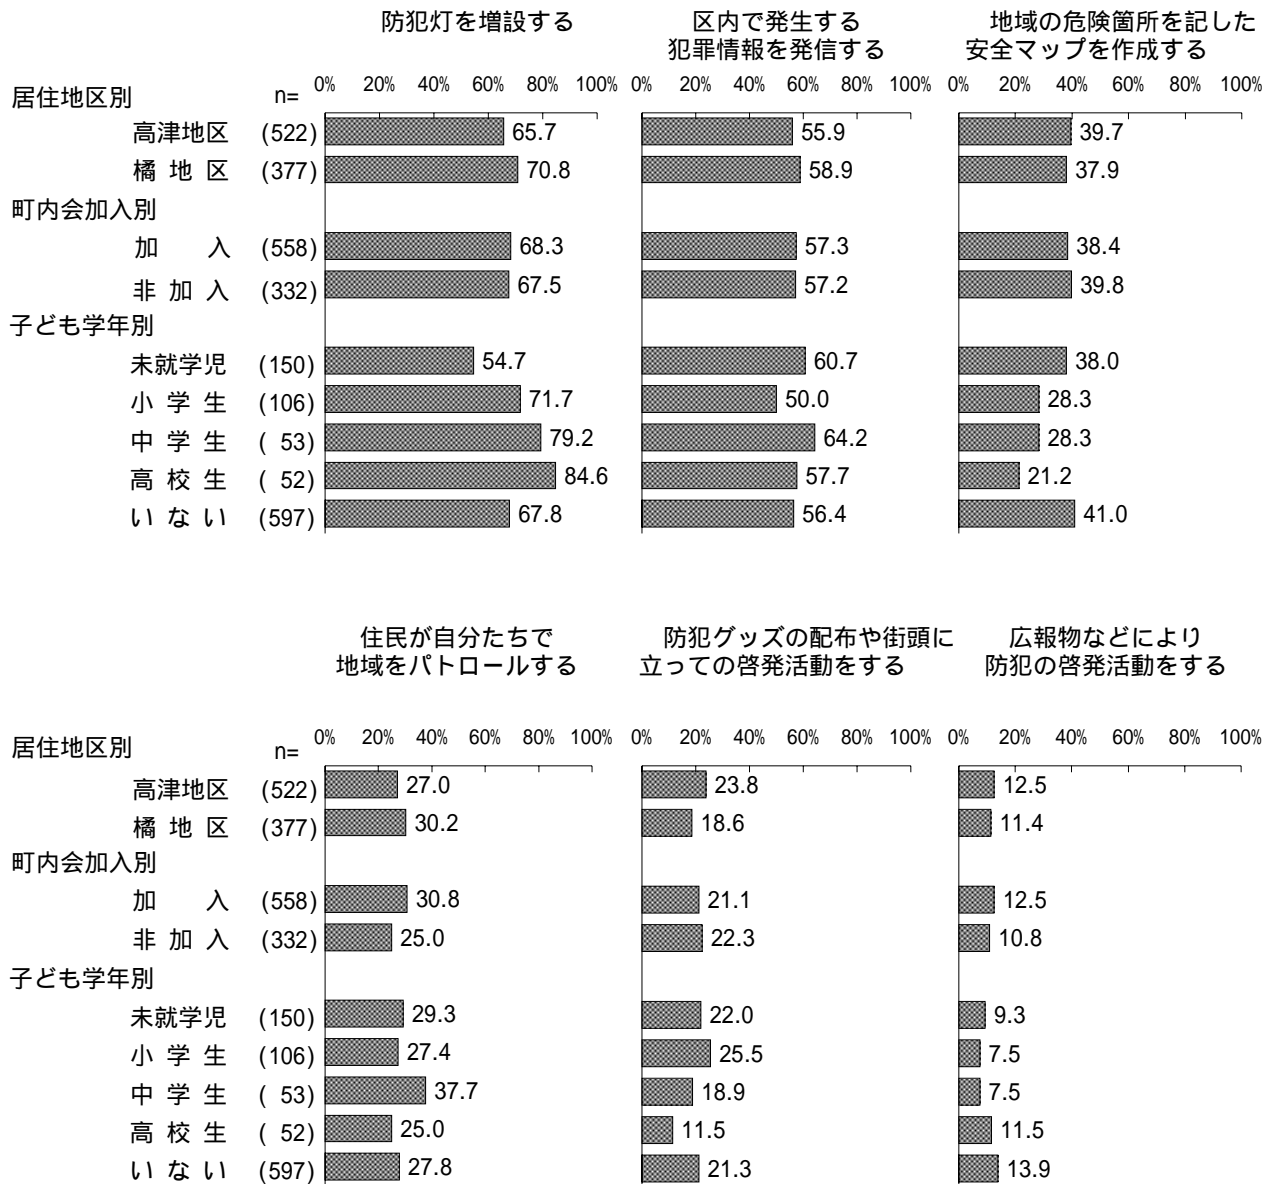 防犯灯を増設する 区内で発生する 地域の危険箇所を記した
犯罪情報を発信する 安全マップを作成する
0% 20% 40% 60% 80% 100% 0% 20% 40% 60% 80% 100% 0% 20% 40% 60% 80% 100%
居住地区別 n=
高津地区 (522) 65.7 55.9 39.7
橘地区 (377) 70.8 58.9 37.9
町内会加入別
加 入 (558) 68.3 57.3 38.4
非加入 (332) 67.5 57.2 39.8
子ども学年別
未就学児 (150) 54.7 60.7 38.0
小学生 (106) 71.7 50.0 28.3
中学生 ( 53) 79.2 64.2 28.3
高校生 ( 52) 84.6 57.7 21.2
いない (597) 67.8 56.4 41.0
住民が自分たちで 防犯グッズの配布や街頭に 広報物などにより
地域をパトロールする 立っての啓発活動をする 防犯の啓発活動をする
0% 20% 40% 60% 80% 100% 0% 20% 40% 60% 80% 100% 0% 20% 40% 60% 80% 100%
居住地区別 n=
高津地区 (522) 27.0 23.8 12.5
橘地区 (377) 30.2 18.6 11.4
町内会加入別
加 入 (558) 30.8 21.1 12.5
非加入 (332) 25.0 22.3 10.8
子ども学年別
未就学児 (150) 29.3 22.0 9.3
小学生 (106) 27.4 25.5 7.5
中学生 ( 53) 37.7 18.9 7.5
高校生 ( 52) 25.0 11.5 11.5
いない (597) 27.8 21.3 13.9